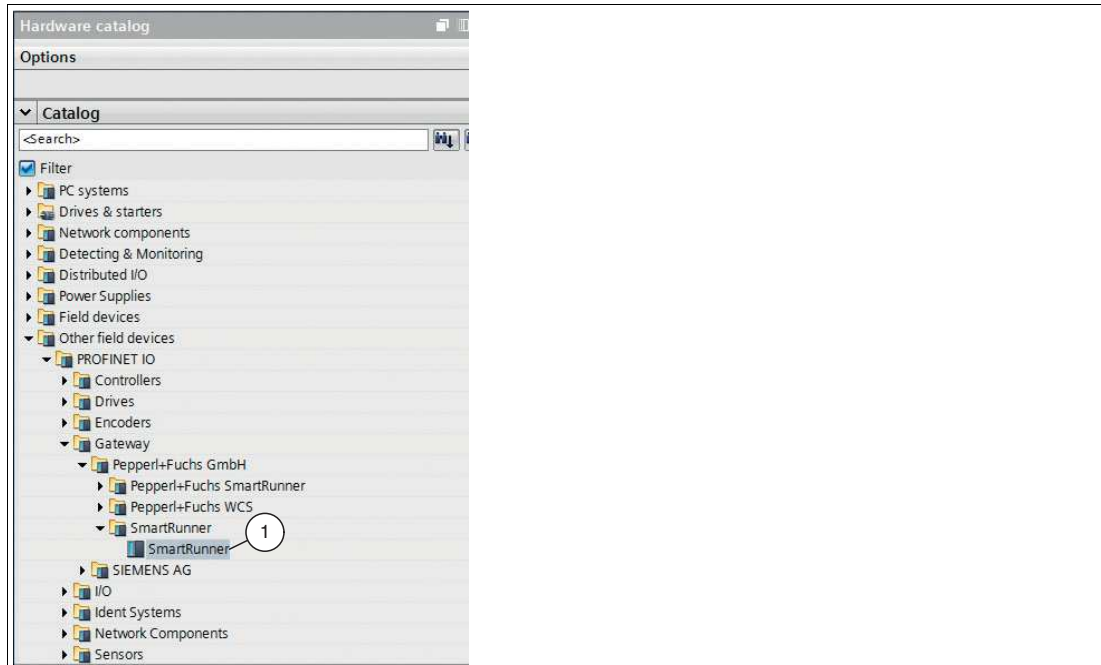 Hardware catalog
Options
Catalog
<Search>
Filter
PC systems
Drives & starters
Network components
Detecting & Monitoring
Distributed I/O
Power Supplies
Field devices
Other field devices
PROFINET IO
Controllers
Drives
Encoders
Gateway
Pepperl+Fuchs GmbH
Pepperl+Fuchs SmartRunner
Pepperl+Fuchs WCS
SmartRunner
SmartRunner
1
SIEMENS AG
I/O
Ident Systems
Network Components
Sensors